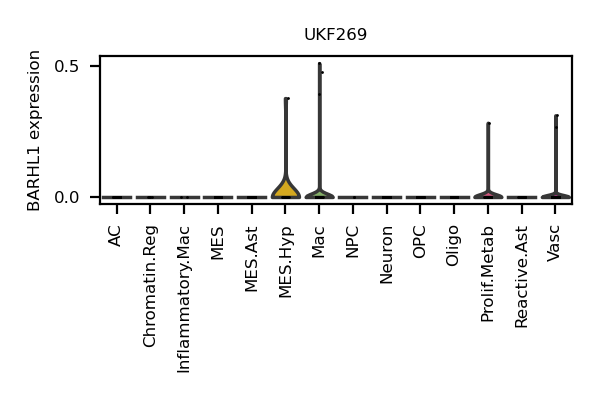 UKF269
BARHL1 expression
0.5
0.0
AC
Chromatin.Reg
Inflammatory.Mac
MES
MES.Ast
MES.Hyp
Mac
NPC
Neuron
OPC
Oligo
Prolif.Metab
Reactive.Ast
Vasc